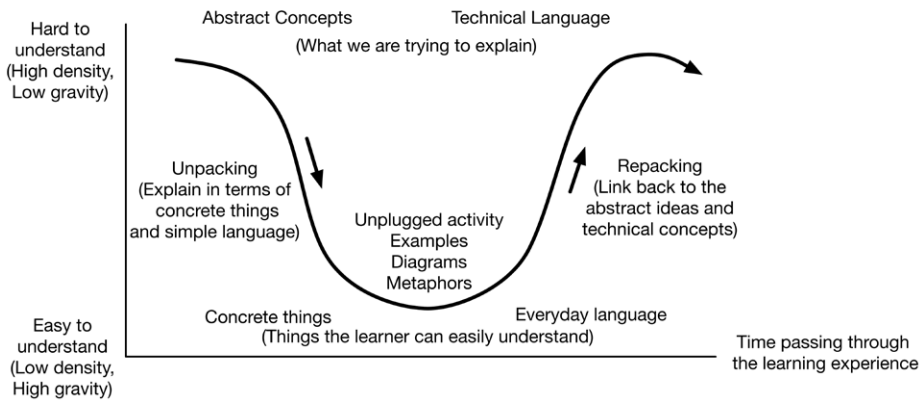 Abstract Concepts
Technical Language
(What we are trying to explain)
Hard to
understand
(High density,
Low gravity)
Unpacking
(Explain in terms of
concrete things
and simple language)
Unplugged activity
Examples
Diagrams
Metaphors
Repacking
(Link back to the
abstract ideas and
technical concepts)
Concrete things
Everyday language
(Things the learner can easily understand)
Easy to
understand
(Low density,
High gravity)
Time passing through
the learning experience